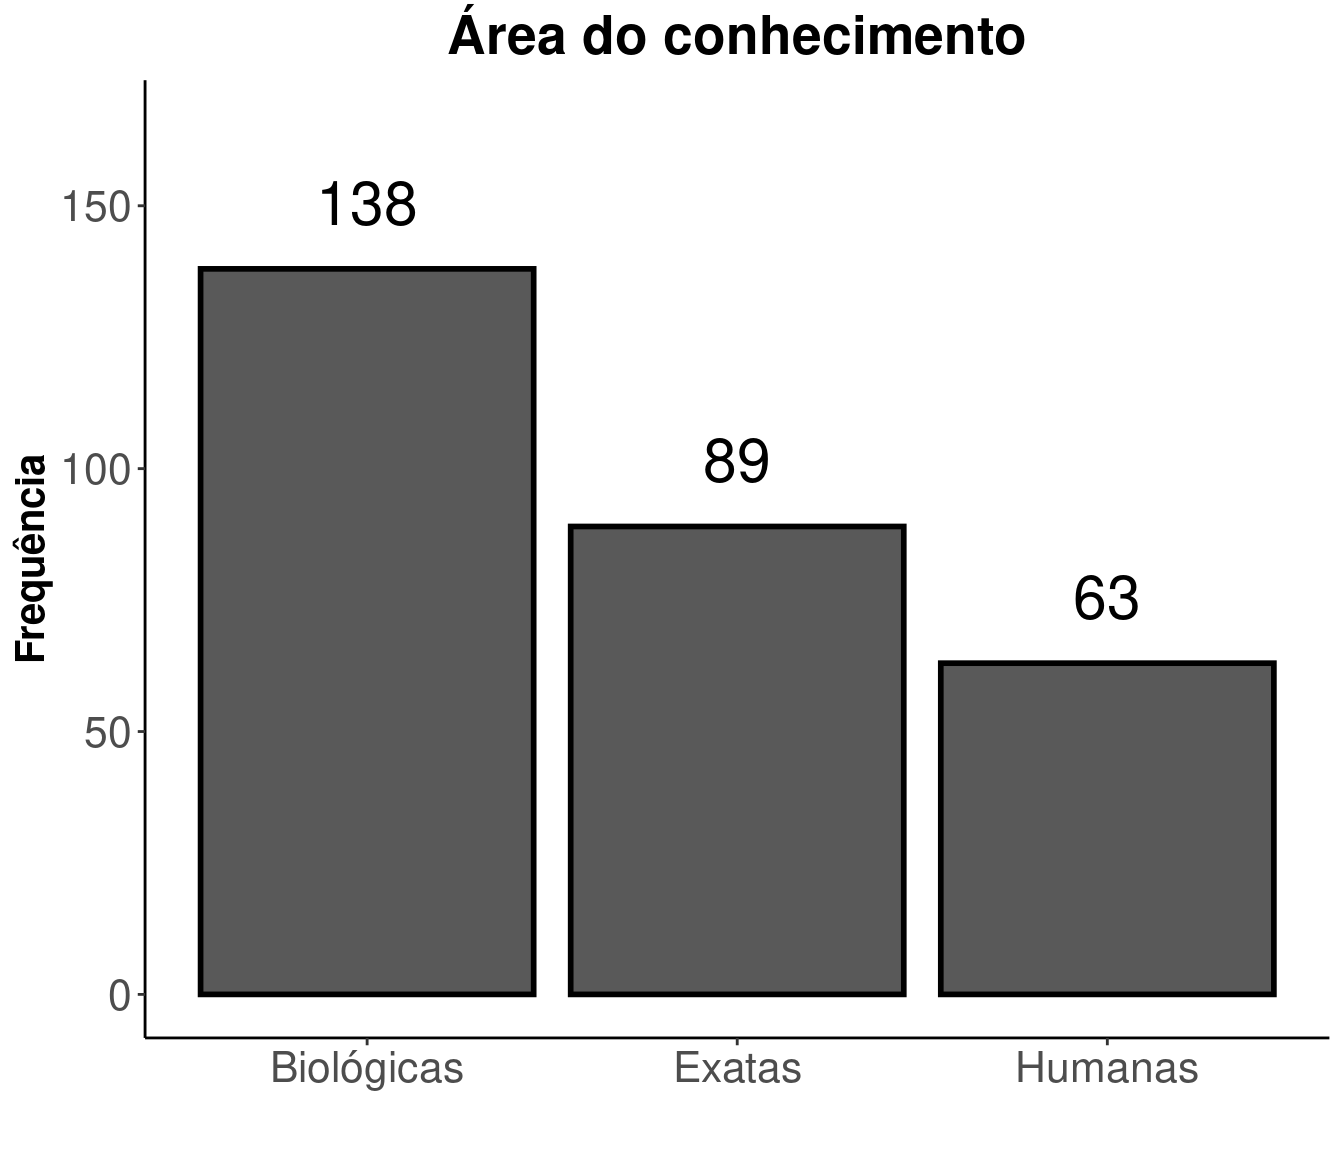 Área do conhecimento
Frequência
150
100
50
0
138
89
63
Biológicas
Exatas
Humanas